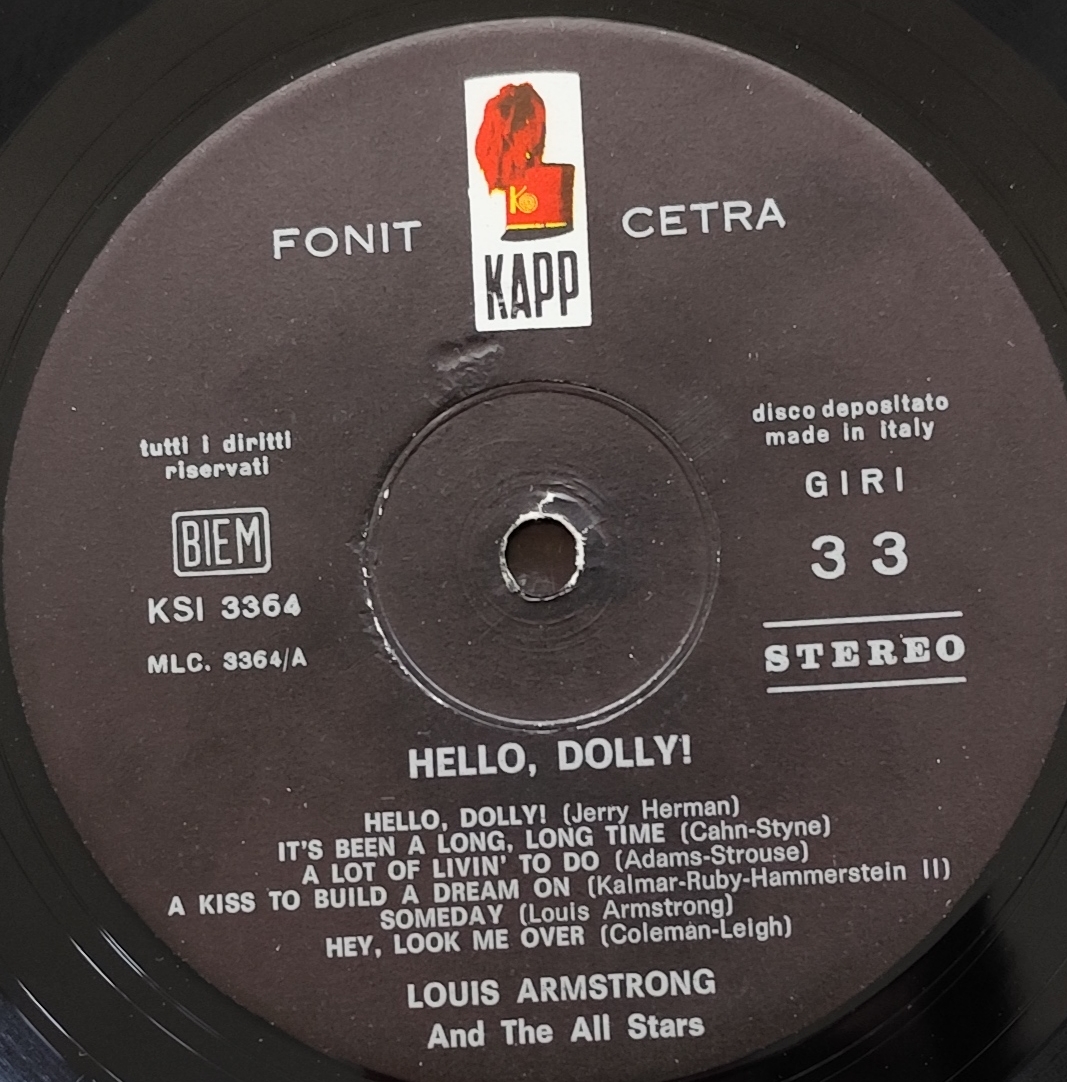 FONIT CETRA
K
KAPP
tutti i diritti
riservati
BIEM
KSI 3364
MLC. 3364/A
disco depositato
made in italy
GIRI
33
STEREO
HELLO, DOLLY!
HELLO, DOLLY! (Jerry Herman)
IT'S BEEN A LONG, LONG TIME (Cahn-Styne)
A LOT OF LIVIN' TO DO (Adams-Strouse)
A KISS TO BUILD A DREAM ON (Kalmar-Ruby-Hammerstein II)
SOMEDAY (Louis Armstrong)
HEY, LOOK ME OVER (Coleman-Leigh)
LOUIS ARMSTRONG
And The All Stars